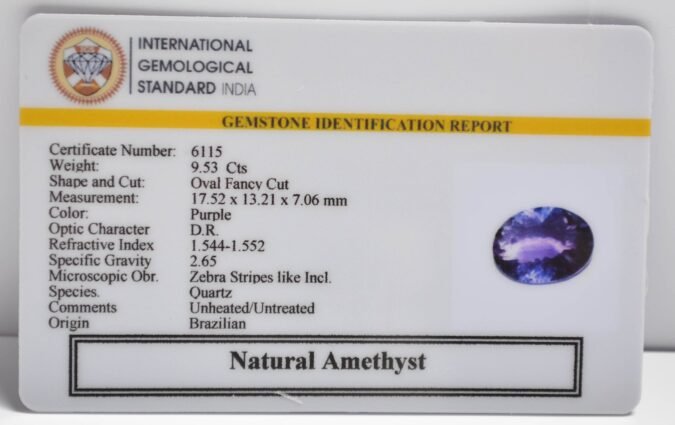 INTERNATIONAL
GEMOLOGICAL
STANDARD INDIA
GEMSTONE IDENTIFICATION REPORT
Certificate Number: 6115
Weight: 9.53 Cts
Shape and Cut: Oval Fancy Cut
Measurement: 17.52 x 13.21 x 7.06 mm
Color: Purple
Optic Character D.R.
Refractive Index 1.544-1.552
Specific Gravity 2.65
Microscopic Obr. Zebra Stripes like Incl.
Species. Quartz
Comments Unheated/Untreated
Origin Brazilian
Natural Amethyst